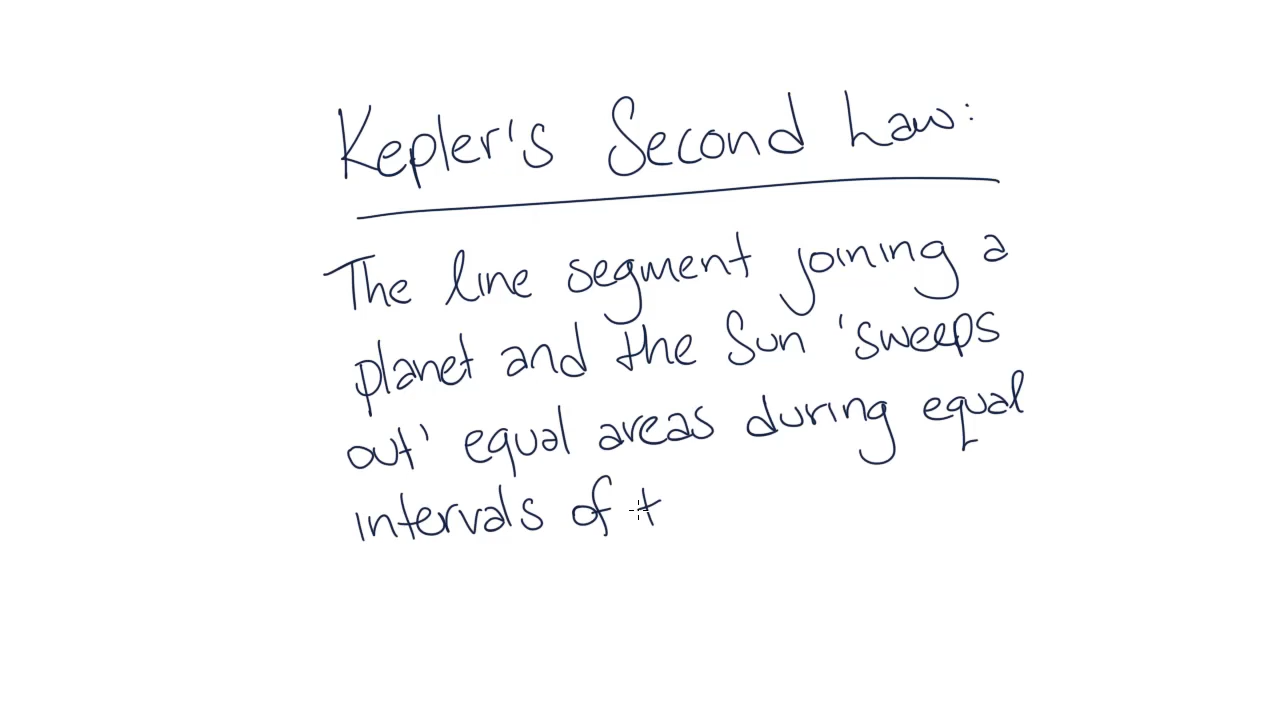 Kepler's Second Law:
The line segment joining a
planet and the Sun 'sweeps
out' equal areas during equal
intervals of t